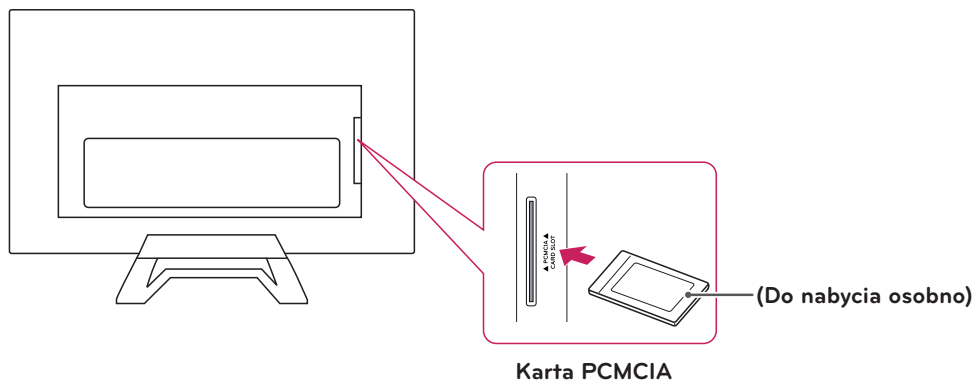 ▲ PCMCIA ▲
CARD SLOT
(Do nabycia osobno)
Karta PCMCIA